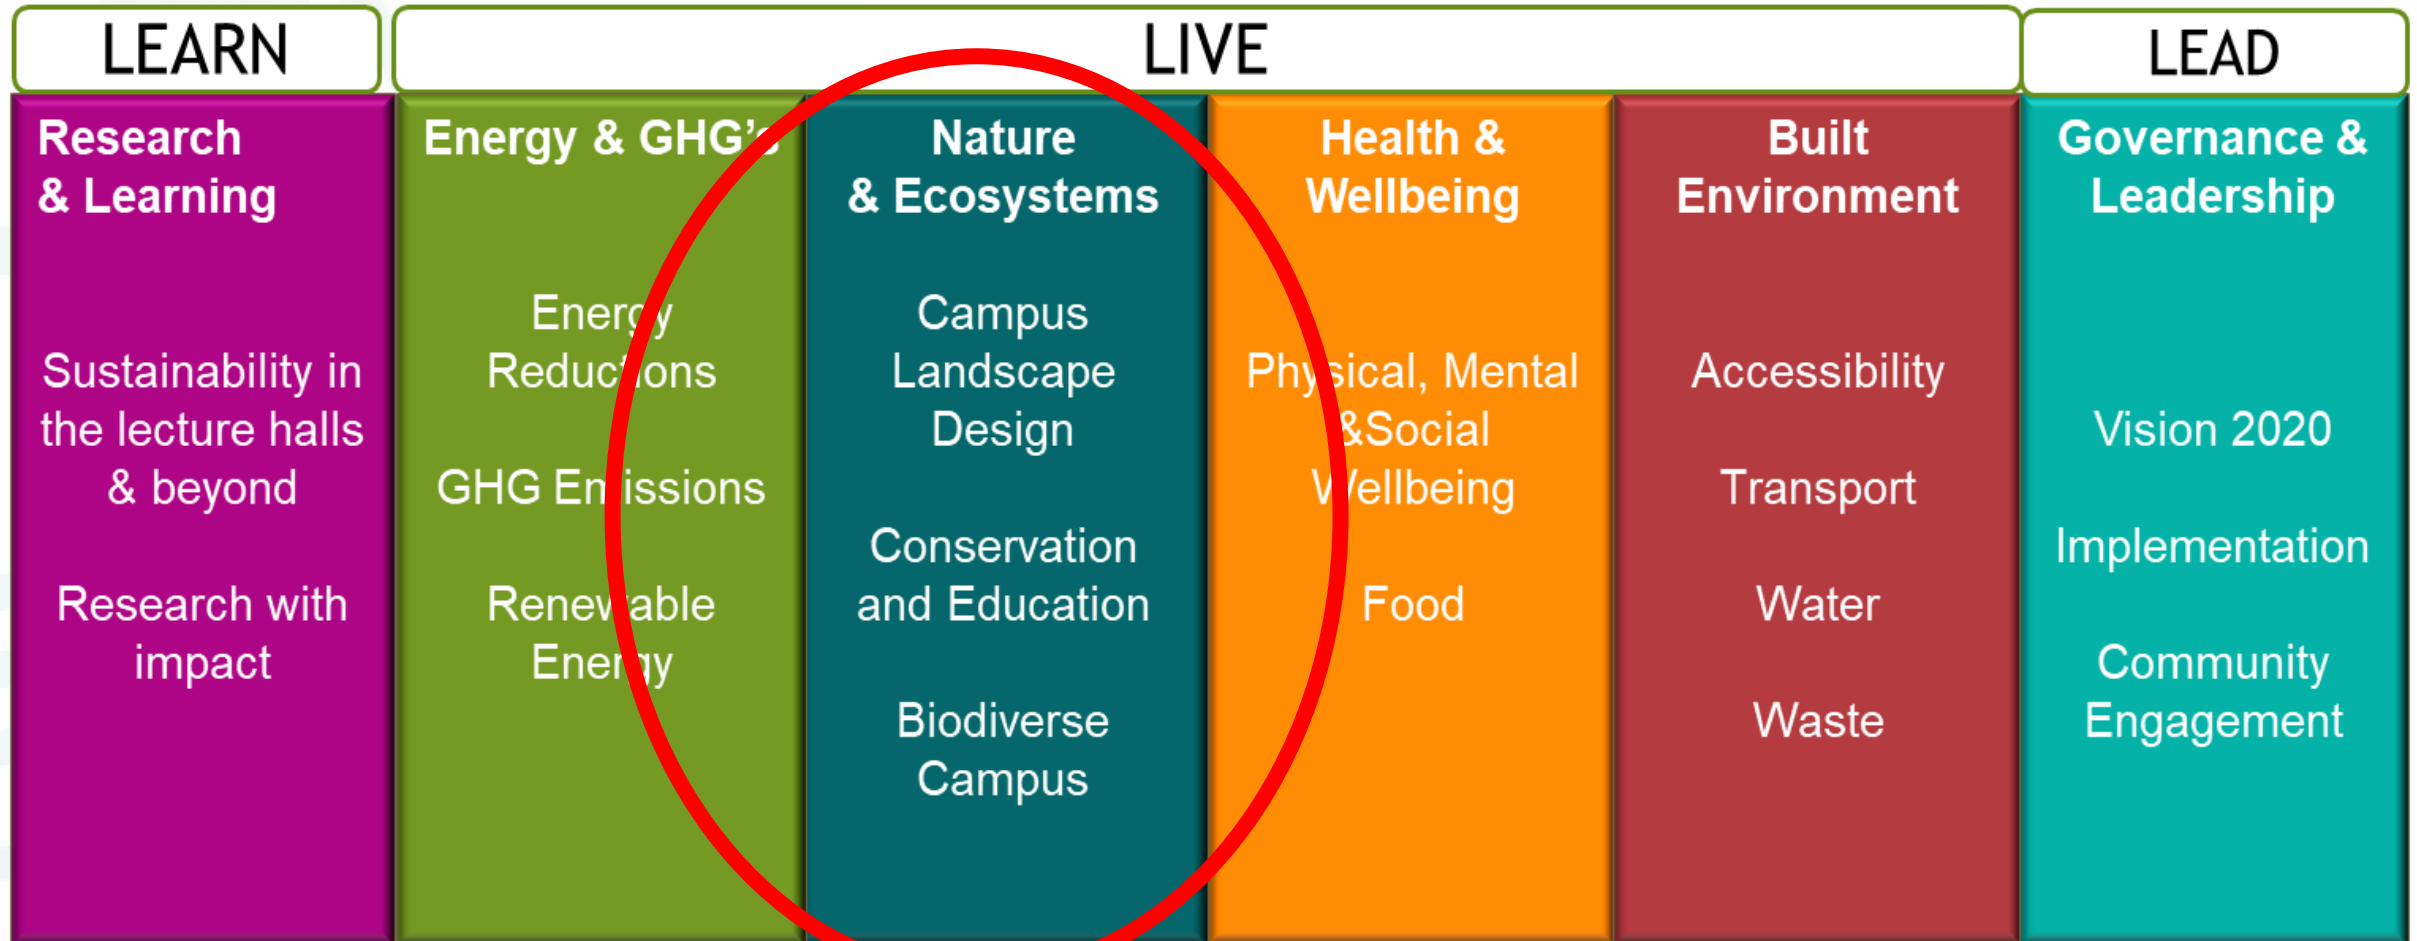 LEARN
LIVE
LEAD
Research
& Learning
Sustainability in
the lecture halls
& beyond
Research with
impact
Energy & GHG's
Energy
Reductions
GHG Emissions
Renewable
Energy
Nature
& Ecosystems
Campus
Landscape
Design
Conservation
and Education
Biodiverse
Campus
Health &
Wellbeing
Physical, Mental
&Social
Wellbeing
Food
Built
Environment
Accessibility
Transport
Water
Waste
Governance &
Leadership
Vision 2020
Implementation
Community
Engagement